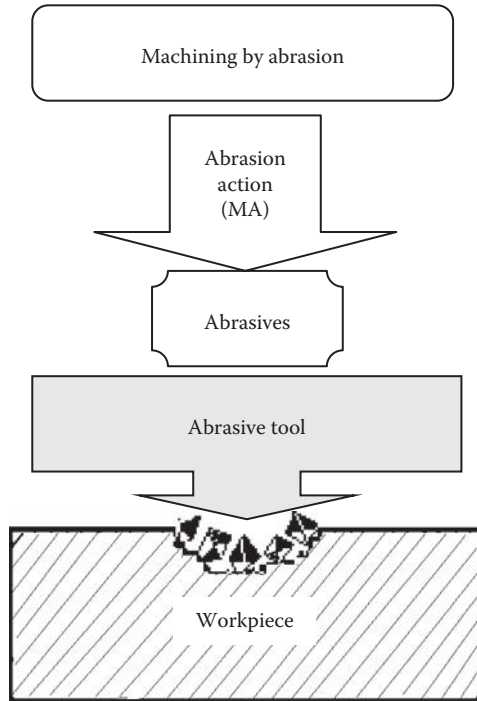 Machining by abrasion
Abrasion
action
(MA)
Abrasives
Abrasive tool
Workpiece